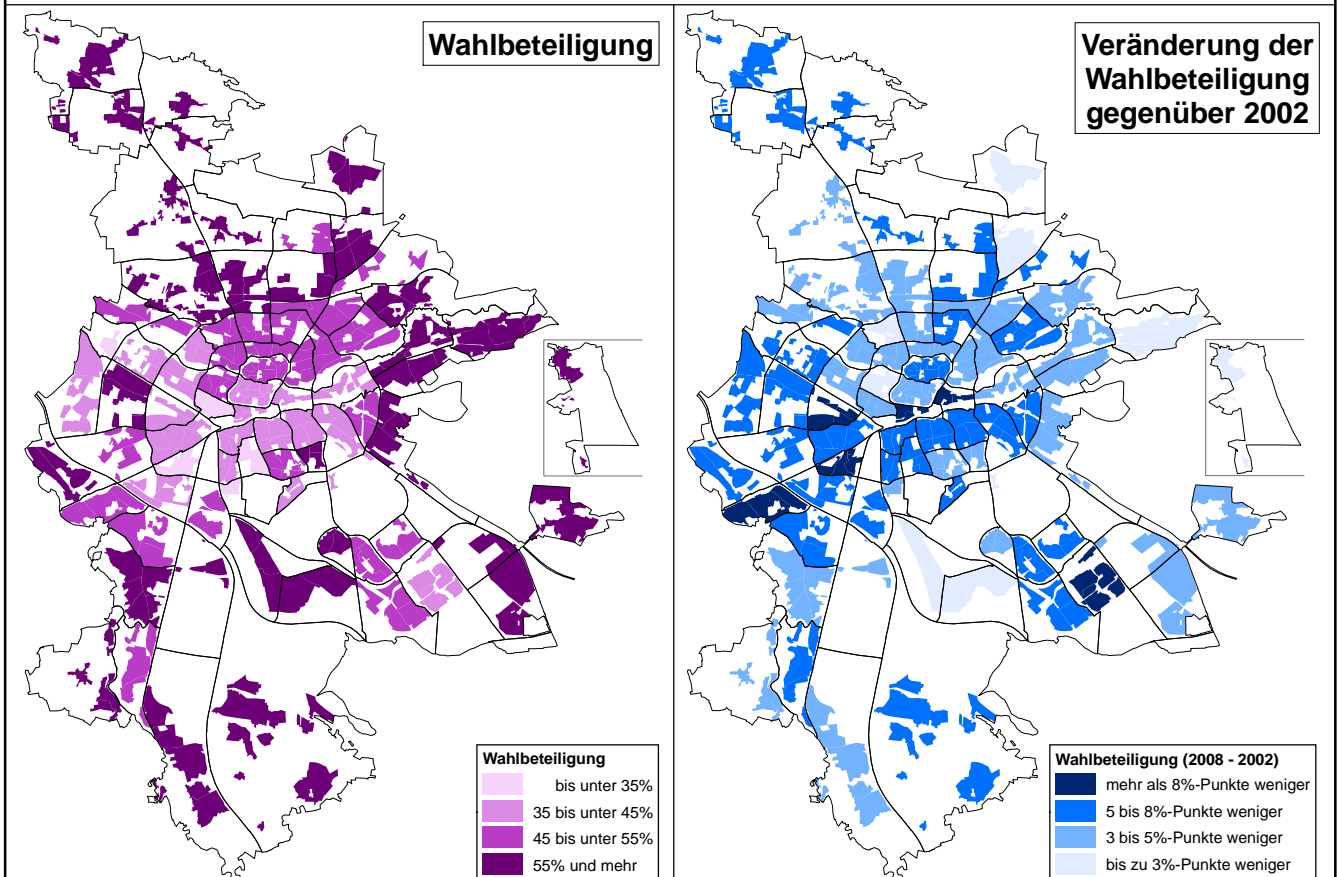 Wahlbeteiligung
Wahlbeteiligung
bis unter 35%
35 bis unter 45%
45 bis unter 55%
55% und mehr
Veränderung der
Wahlbeteiligung
gegenüber 2002
Wahlbeteiligung (2008 - 2002)
mehr als 8%-Punkte weniger
5 bis 8%-Punkte weniger
3 bis 5%-Punkte weniger
bis zu 3%-Punkte weniger